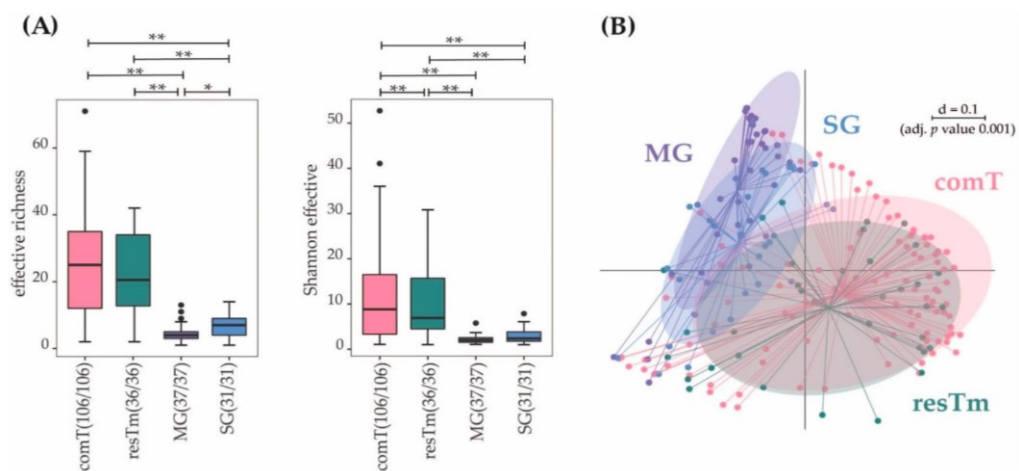 (A)
**
**
**
** *
effective richness
60
40
20
0
comT(106/106)
resTm(36/36)
MG(37/37)
SG(31/31)
**
**
**
** **
Shannon effective
50
40
30
20
10
0
comT(106/106)
resTm(36/36)
MG(37/37)
SG(31/31)
(B)
d = 0.1
(adj. p value 0.001)
SG
MG
comT
resTm